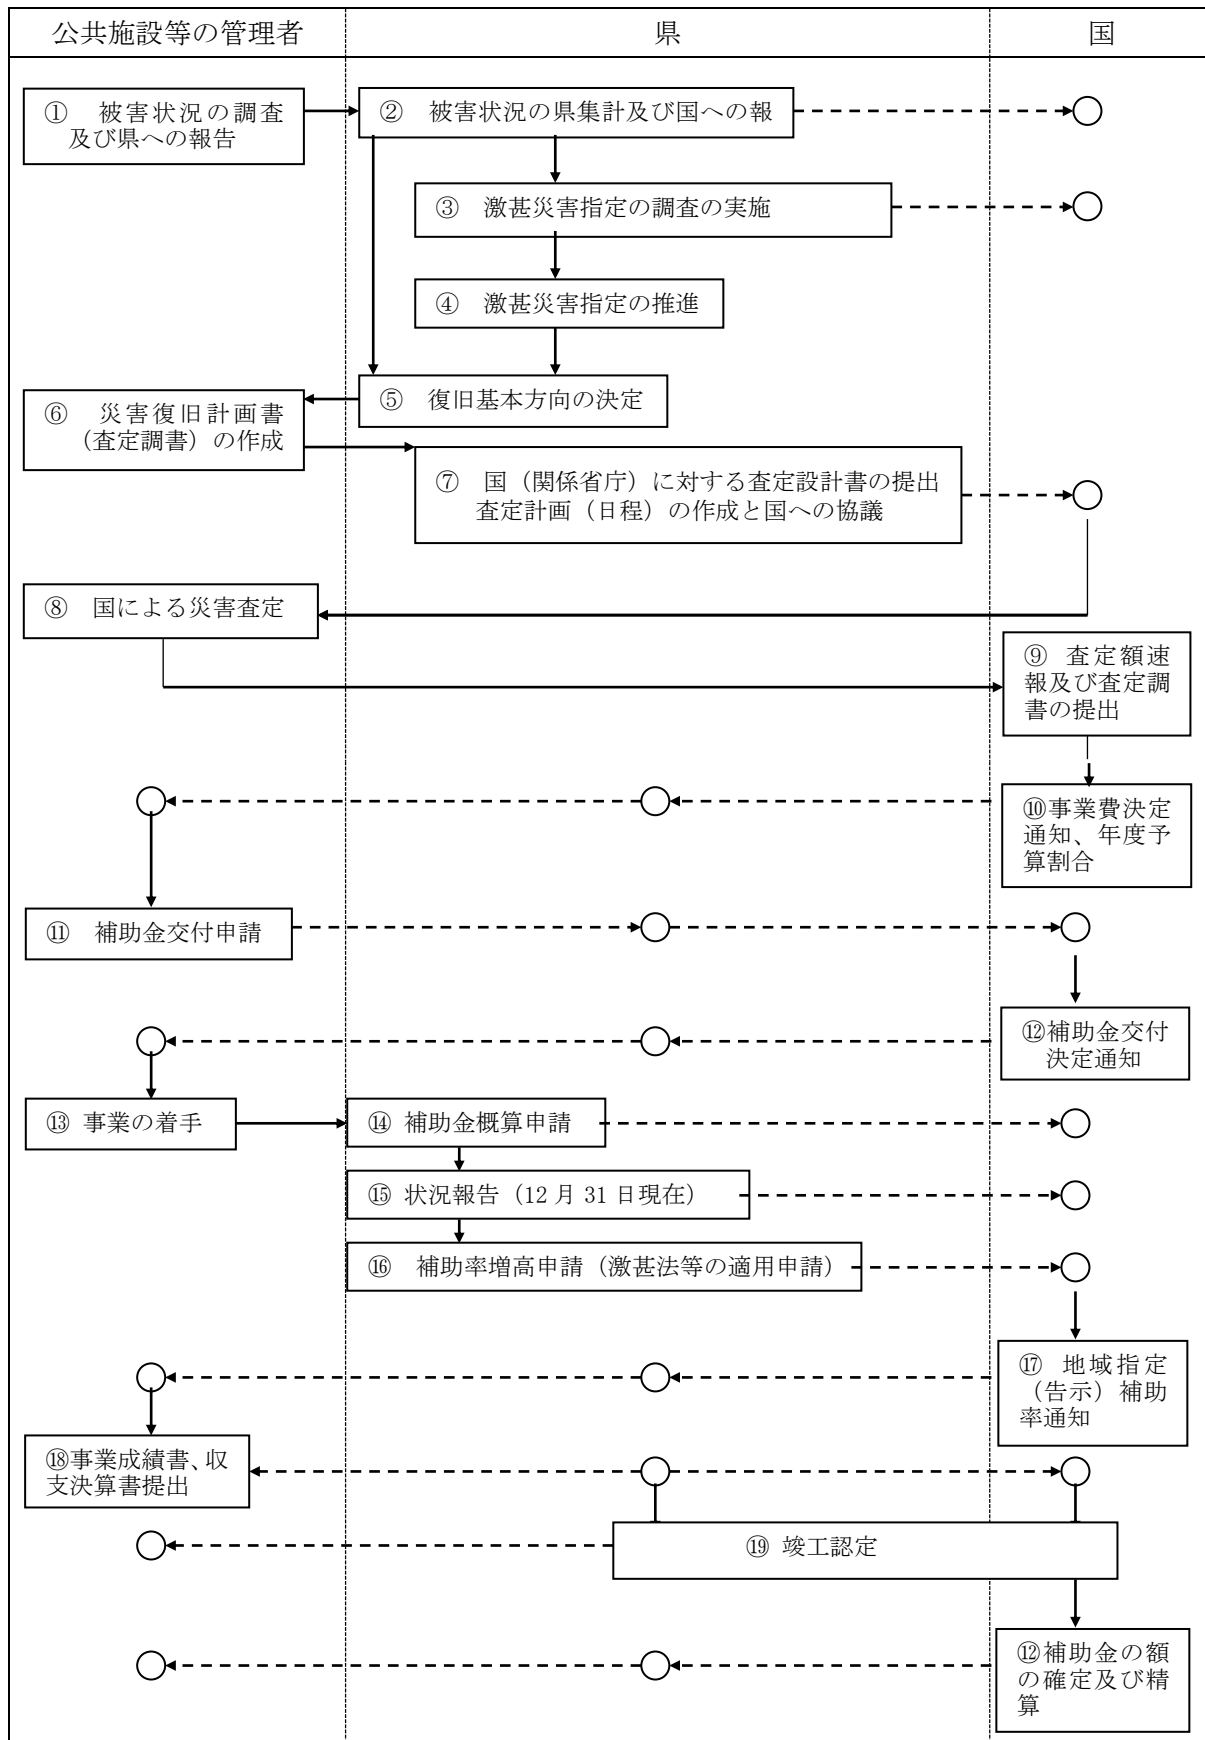 公共施設等の管理者
県
国
① 被害状況の調査
及び県への報告
② 被害状況の県集計及び国への報
③ 激甚災害指定の調査の実施
④ 激甚災害指定の推進
⑤ 復旧基本方向の決定
⑥ 災害復旧計画書
（査定調書）の作成
⑦ 国（関係省庁）に対する査定設計書の提出
査定計画（日程）の作成と国への協議
⑧ 国による災害査定
⑨ 査定額速
報及び査定調
書の提出
⑩事業費決定
通知、年度予
算割合
⑪ 補助金交付申請
⑫補助金交付
決定通知
⑬ 事業の着手
⑭ 補助金概算申請
⑮ 状況報告（12 月 31 日現在）
⑯ 補助率増高申請（激甚法等の適用申請）
⑰ 地域指定
（告示）補助
率通知
⑱事業成績書、収
支決算書提出
⑲ 竣工認定
⑫補助金の額
の確定及び精
算